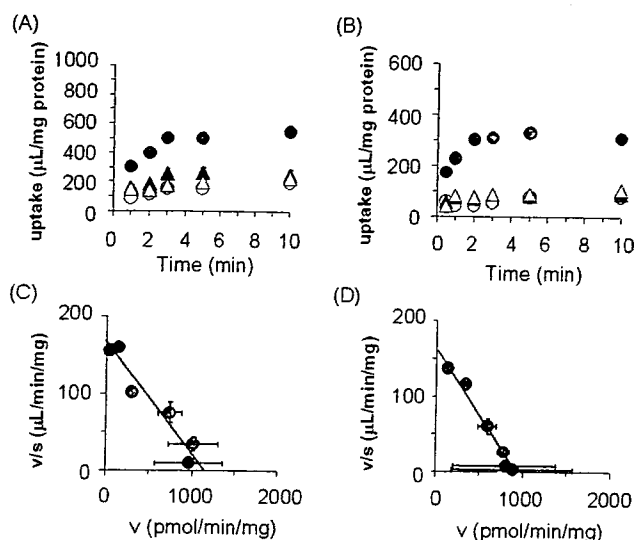 (A)
uptake (μL/mg protein)
1000
800
600
400
200
0
0 2 4 6 8 10
Time (min)
(B)
uptake (μL/mg protein)
600
300
0
0 2 4 6 8 10
Time (min)
(C)
v/s (μL/min/mg)
200
100
0
0 1000 2000
v (pmol/min/mg)
(D)
v/s (μL/min/mg)
200
100
0
0 1000 2000
v (pmol/min/mg)